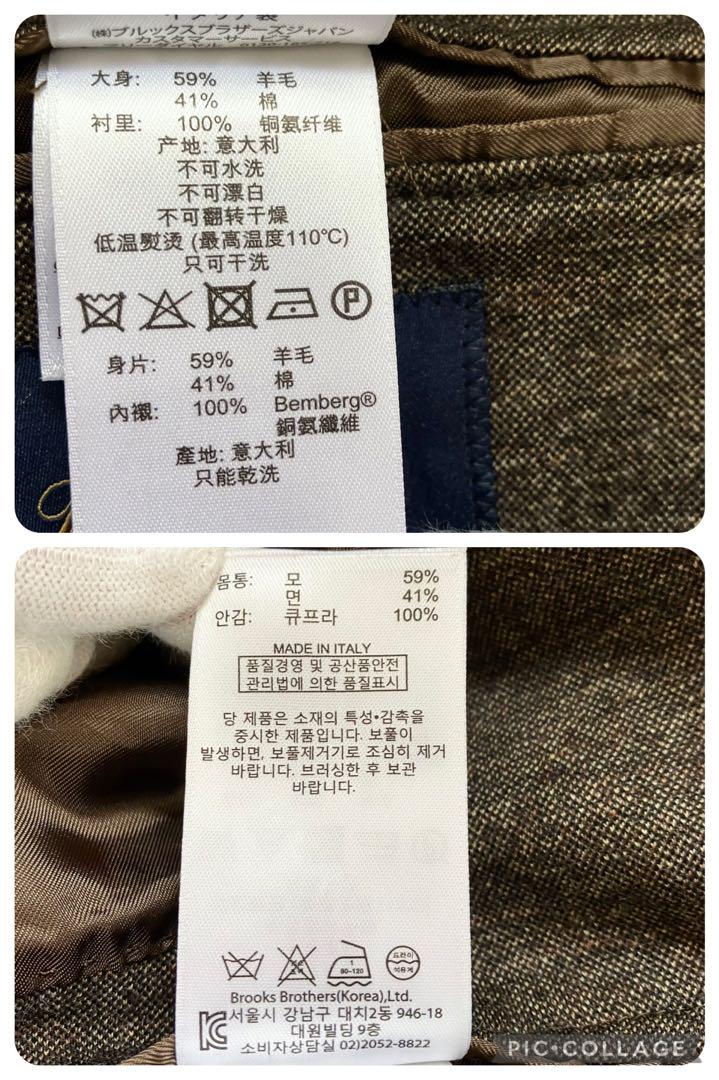 (株)ブルックスブラザーズジャパン
カスタマーサービス
大身: 59% 羊毛
41% 棉
衬里: 100% 铜氨纤维
产地: 意大利
不可水洗
不可漂白
不可翻转干燥
低温熨烫 (最高温度110℃)
只可干洗
P
身片: 59% 羊毛
41% 棉
內襯: 100% Bemberg®
銅氨纖維
產地: 意大利
只能乾洗
몸통: 모 59%
면 41%
안감: 큐프라 100%
MADE IN ITALY
품질경영 및 공산품안전
관리법에 의한 품질표시
당 제품은 소재의 특성•감촉을
중시한 제품입니다. 보풀이
발생하면, 보풀제거기로 조심히 제거
바랍니다. 브러싱한 후 보관
바랍니다.
1
80-120
드라이
석유계
Brooks Brothers(Korea),Ltd.
서울시 강남구 대치2동 946-18
대원빌딩 9층
소비자상담실 02)2052-8822
PIC•COLLAGE